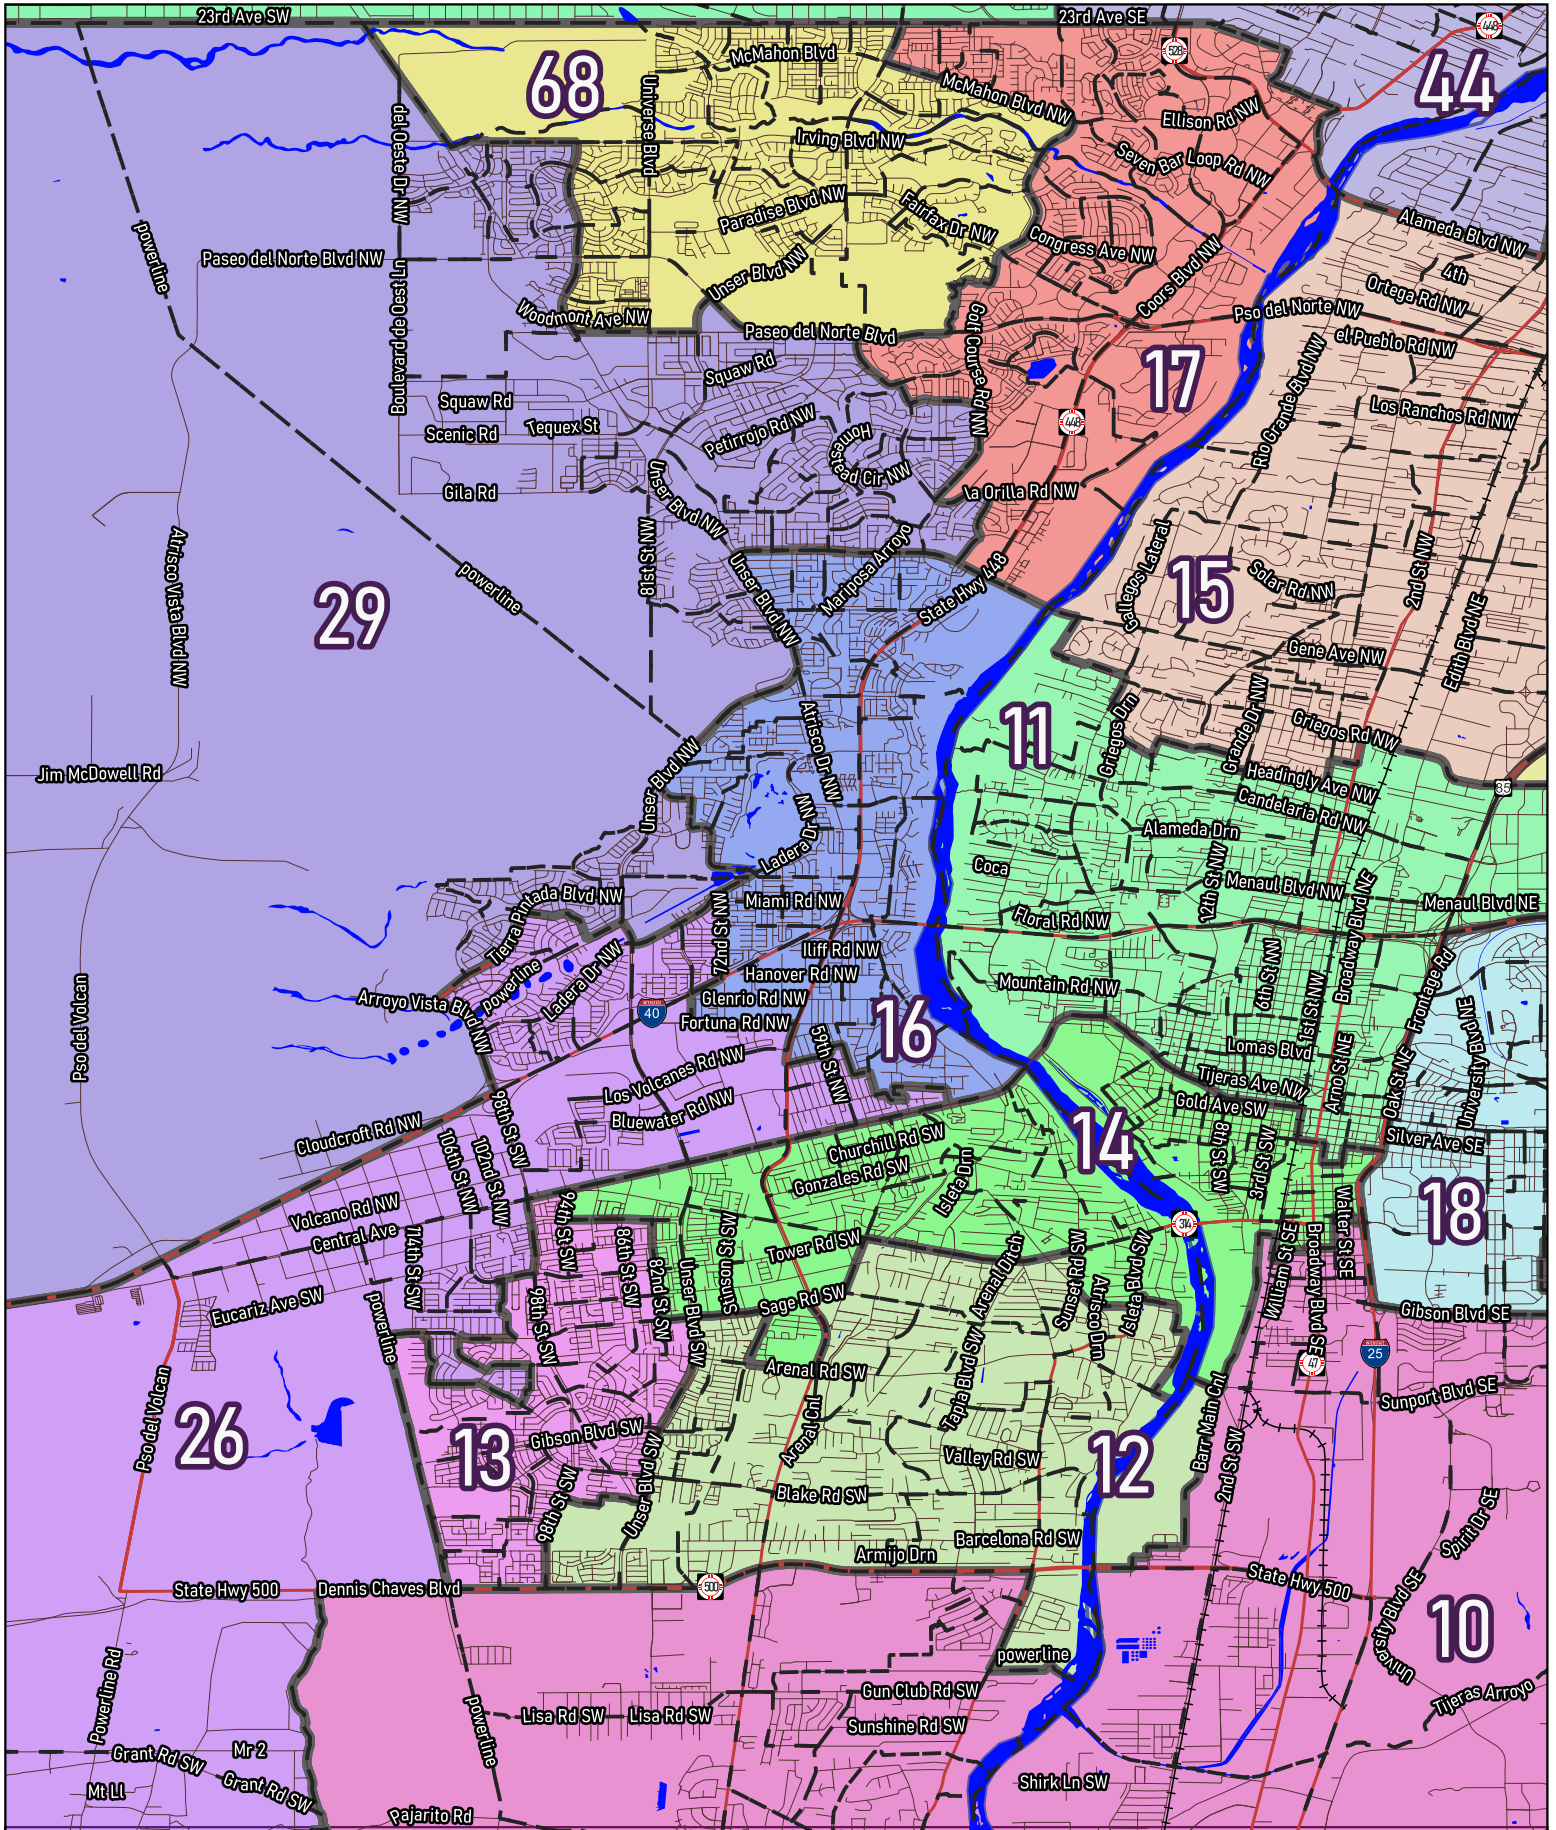 23rd Ave SW
23rd Ave SE
448
528
McMahon Blvd
68
44
McMahon Blvd NW
Ellison Rd NW
Universe Blvd
del Oeste Dr NW
Irving Blvd NW
Seven Bar Loop Rd NW
Paradise Blvd NW
Fairfax Dr NW
Alameda Blvd NW
powerline
Congress Ave NW
Paseo del Norte Blvd NW
4th
Unser Blvd NW
Coors Blvd NW
Ortega Rd NW
Boulevard de Oest Ln
Woodmont Ave NW
Pso del Norte NW
Paseo del Norte Blvd
el Pueblo Rd NW
Golf Course Rd NW
Squaw Rd
17
Rio Grande Blvd NW
Squaw Rd
Los Ranchos Rd NW
Petirrojo Rd NW
448
Scenic Rd
Tequex St
Homestead Cir NW
Gila Rd
la Orilla Rd NW
Unser Blvd NW
81st St NW
Atrisco Vista Blvd NW
Mariposa Arroyo
Gallegos Lateral
2nd St NW
powerline
State Hwy 448
15
Solar Rd NW
29
Unser Blvd NW
Edith Blvd NE
Gene Ave NW
Atrisco Dr NW
11
Griegos Drn
Grande Dr NW
Griegos Rd NW
Jim McDowell Rd
Unser Blvd NW
Headingly Ave NW
85
Candelaria Rd NW
Dr NW
Alameda Drn
Ladera
Coca
12th St NW
Menaul Blvd NW
Tierra Pintada Blvd NW
Miami Rd NW
Broadway Blvd NE
Menaul Blvd NE
Floral Rd NW
72nd St NW
Iliff Rd NW
powerline
Ladera Dr NW
Hanover Rd NW
Mountain Rd NW
6th St NW
Frontage Rd
Arroyo Vista Blvd NW
Glenrio Rd NW
40
1st St NW
University Blvd NE
Pso del Volcan
Fortuna Rd NW
16
59th St NW
Lomas Blvd
18
Los Volcanes Rd NW
Tijeras Ave NW
Arno St NE
Oak St NE
98th St SW
Bluewater Rd NW
Gold Ave SW
Cloudcroft Rd NW
14
Churchill Rd SW
Silver Ave SE
106th St NW
102nd St NW
8th St SW
3rd St SW
Gonzales Rd SW
Isleta Drn
Volcano Rd NW
94th St SW
Walter St SE
314
Central Ave
86th St SW
Unser Blvd SW
Sunson St SW
Tower Rd SW
Arenal Ditch
Sunset Rd SW
Isleta Blvd SW
William St SE
Broadway Blvd SE
114th St SW
82nd St SW
Eucariz Ave SW
Sage Rd SW
Atrisco Drn
Gibson Blvd SE
powerline
98th St SW
Tapia Blvd SW
25
47
Arenal Rd SW
Barr Main Cnl
Sunport Blvd SE
Pso del Volcan
26
Arenal Cnl
13
Gibson Blvd SW
Valley Rd SW
12
2nd St SW
Unser Blvd SW
98th St SW
Blake Rd SW
Spirit Dr SE
Barcelona Rd SW
Armijo Drn
State Hwy 500
Dennis Chaves Blvd
500
State Hwy 500
10
University Blvd SE
powerline
Powerline Rd
Gun Club Rd SW
Tijeras Arroyo
powerline
Lisa Rd SW
Lisa Rd SW
Sunshine Rd SW
Grant Rd SW
Mr 2
Shirk Ln SW
Mt Ll
Grant Rd SW
Pajarito Rd